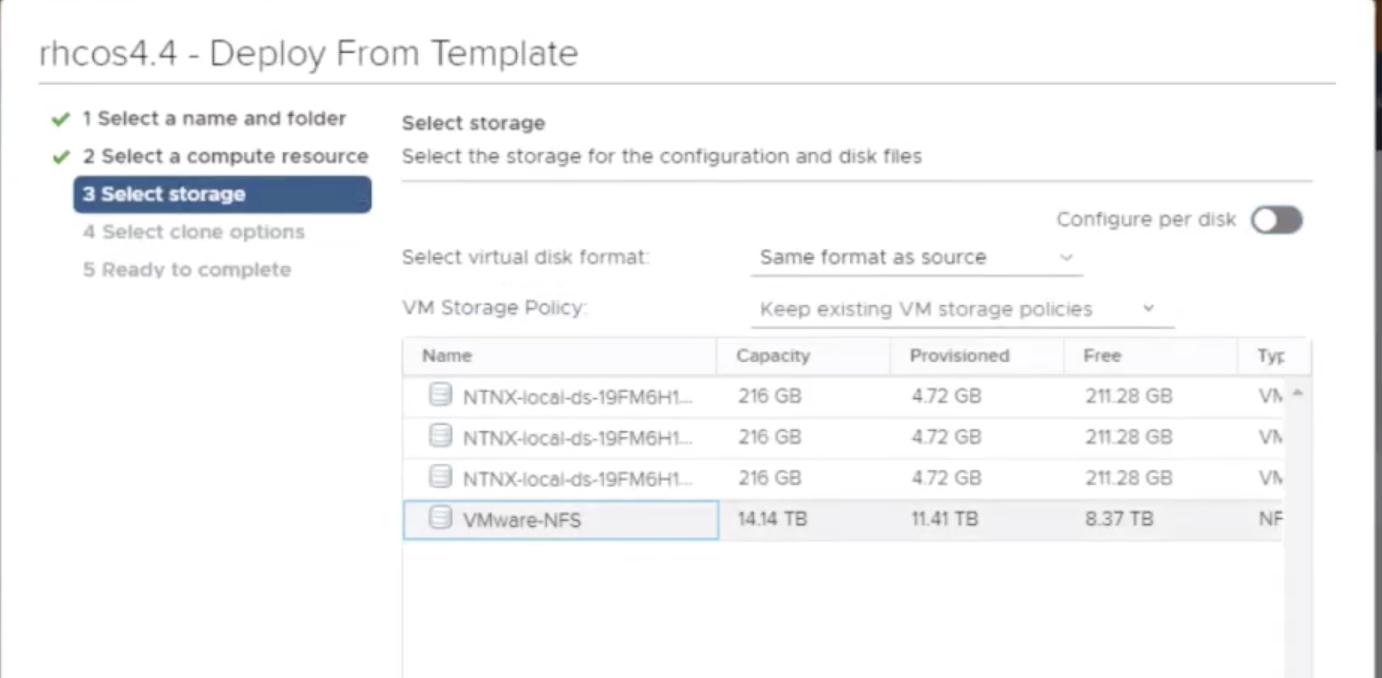 rhcos4.4 - Deploy From Template
1 Select a name and folder
2 Select a compute resource
3 Select storage
4 Select clone options
5 Ready to complete
Select storage
Select the storage for the configuration and disk files
Configure per disk
Select virtual disk format: Same format as source
VM Storage Policy: Keep existing VM storage policies
Name Capacity Provisioned Free Typ
NTNX-local-ds-19FM6H1... 216 GB 4.72 GB 211.28 GB VM
NTNX-local-ds-19FM6H1... 216 GB 4.72 GB 211.28 GB VM
NTNX-local-ds-19FM6H1... 216 GB 4.72 GB 211.28 GB VM
VMware-NFS 14.14 TB 11.41 TB 8.37 TB NF